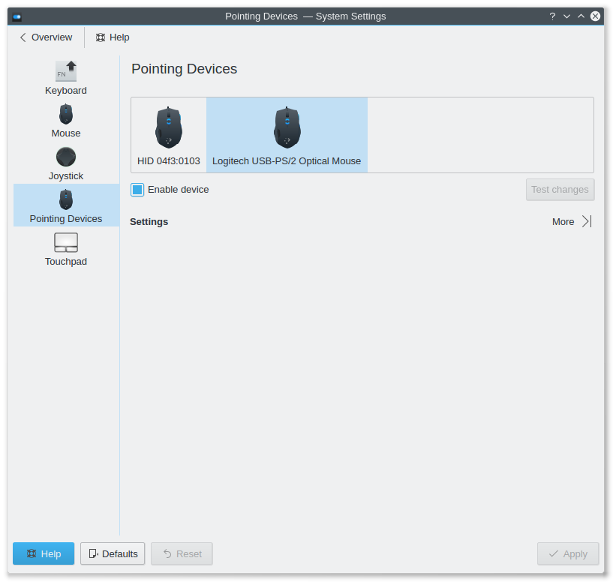 Pointing Devices — System Settings
?
Overview
Help
FN
Keyboard
Mouse
Joystick
Pointing Devices
Touchpad
Pointing Devices
HID 04f3:0103
Logitech USB-PS/2 Optical Mouse
Enable device
Test changes
Settings
More
Help
Defaults
Reset
Apply